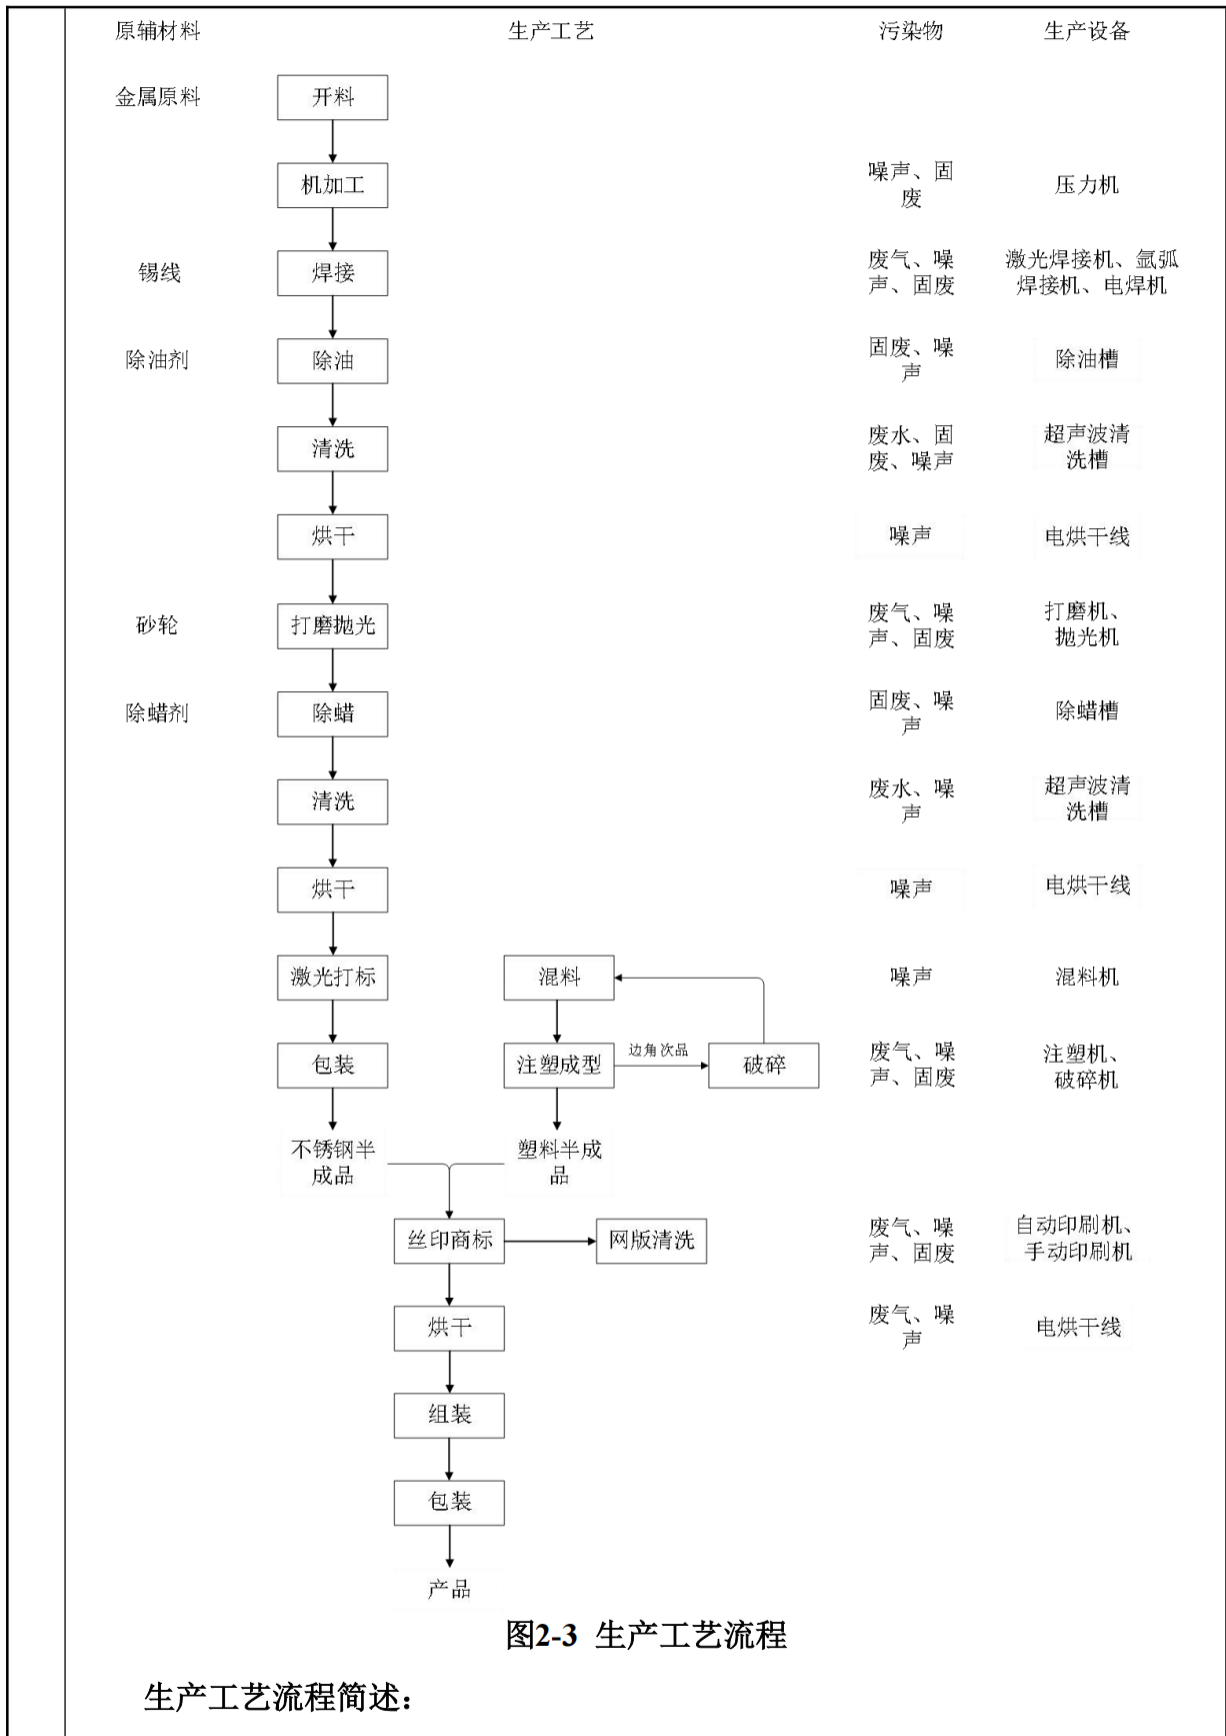 原辅材料 生产工艺 污染物 生产设备
金属原料 开料
机加工 噪声、固 压力机
废
锡线 焊接 废气、噪 激光焊接机、氩弧
声、固废 焊接机、电焊机
除油剂 除油 固废、噪 除油槽
声
清洗 废水、固 超声波清
废、噪声 洗槽
烘干 噪声 电烘干线
砂轮 打磨抛光 废气、噪 打磨机、
声、固废 抛光机
除蜡剂 除蜡 固废、噪 除蜡槽
声
清洗 废水、噪 超声波清
声 洗槽
烘干 噪声 电烘干线
激光打标 混料 噪声 混料机
包装 注塑成型 边角次品 破碎 废气、噪 注塑机、
声、固废 破碎机
不锈钢半 塑料半成
成品 品
丝印商标 网版清洗 废气、噪 自动印刷机、
声、固废 手动印刷机
烘干 废气、噪 电烘干线
声
组装
包装
产品
图2-3 生产工艺流程
生产工艺流程简述：